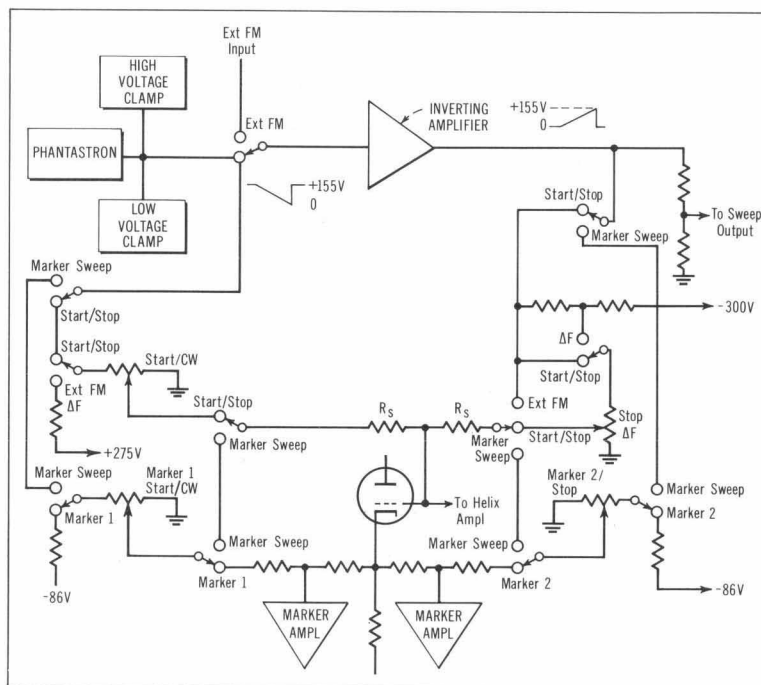 Ext FM
Input
HIGH
VOLTAGE
CLAMP
PHANTASTRON
LOW
VOLTAGE
CLAMP
Ext FM
+155V
0
INVERTING
AMPLIFIER
+155V
0
Start/Stop
Marker Sweep
To Sweep
Output
Marker Sweep
Start/Stop
Start/Stop
Start/CW
Ext FM
ΔF
+275V
-300V
ΔF
Start/Stop
Ext FM
Start/Stop
Stop
ΔF
Start/Stop
Marker Sweep
RS
RS
Marker
Sweep
Marker Sweep
Marker 1
Start/CW
Marker 1
-86V
To Helix
Ampl
Marker 2/
Stop
Marker Sweep
Marker 2
-86V
Marker Sweep
Marker 1
Marker Sweep
Marker 2
MARKER
AMPL
MARKER
AMPL